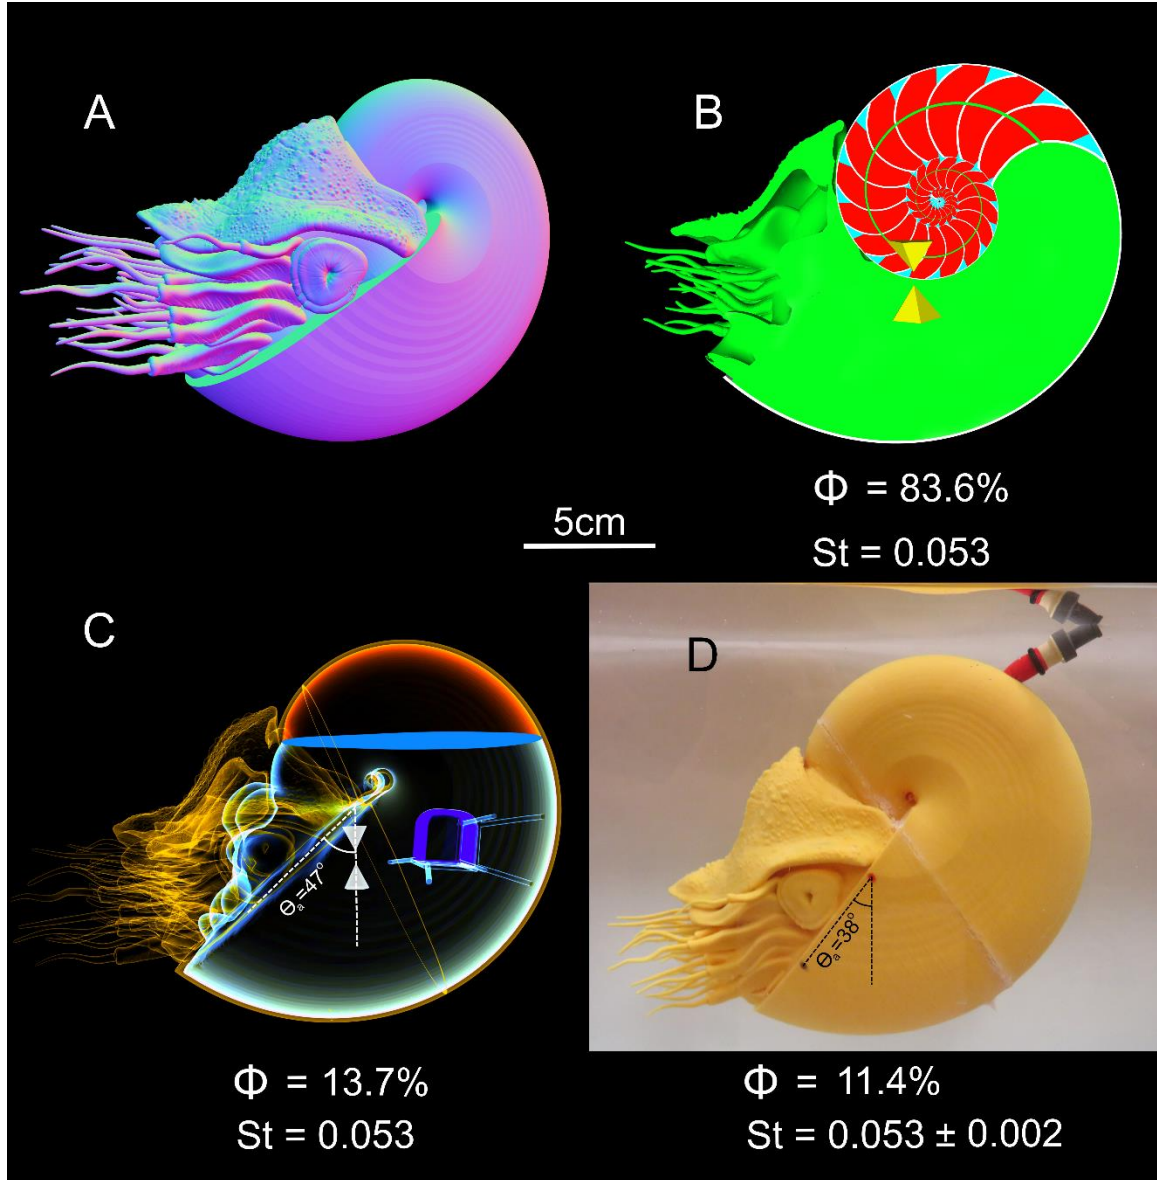 A
B
Φ = 83.6%
St = 0.053
5cm
C
D
Θa=47°
Θa=38°
Φ = 13.7%
St = 0.053
Φ = 11.4%
St = 0.053 ± 0.002